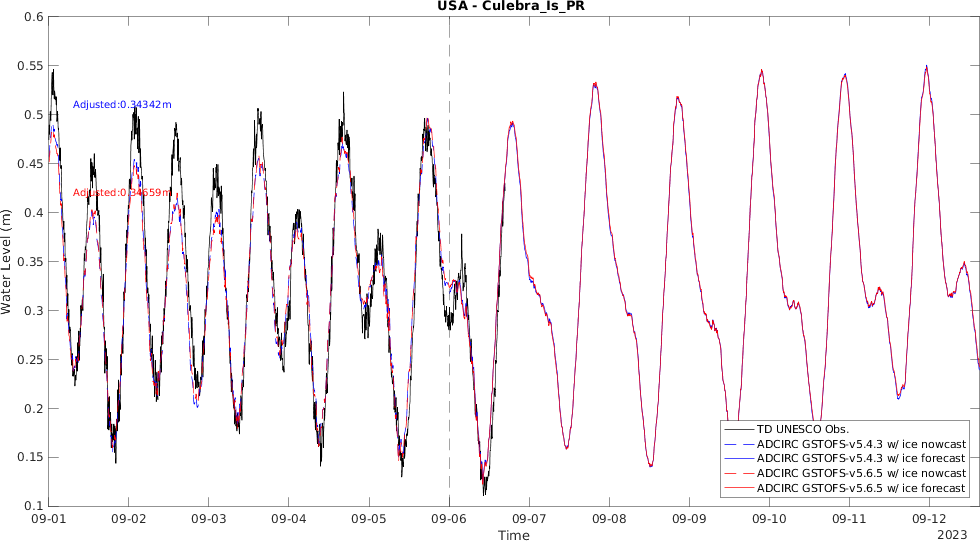 USA - Culebra_Is_PR
0.6
0.55
0.5
0.45
0.4
0.35
0.3
0.25
0.2
0.15
0.1
Water Level (m)
Adjusted:0.34342m
Adjusted:0.34659m
TD UNESCO Obs.
ADCIRC GSTOFS-v5.4.3 w/ ice nowcast
ADCIRC GSTOFS-v5.4.3 w/ ice forecast
ADCIRC GSTOFS-v5.6.5 w/ ice nowcast
ADCIRC GSTOFS-v5.6.5 w/ ice forecast
09-01 09-02 09-03 09-04 09-05 09-06 09-07 09-08 09-09 09-10 09-11 09-12
Time
2023